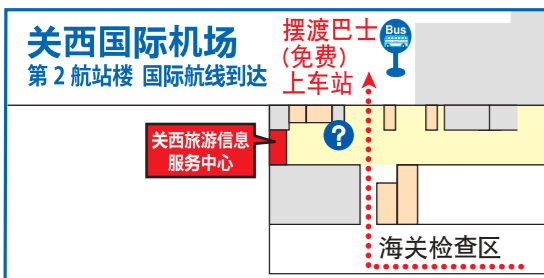 关西国际机场
第 2 航站楼 国际航线到达
摆渡巴士
(免费)
上车站
Bus
?
关西旅游信息
服务中心
海关检查区